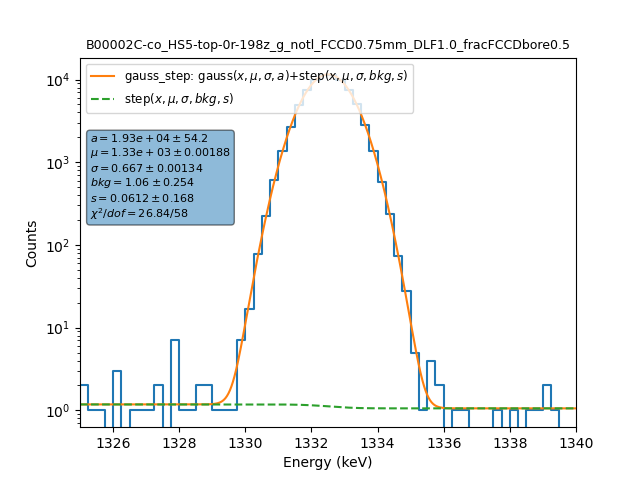 B00002C-co_HS5-top-0r-198z_g_notl_FCCD0.75mm_DLF1.0_fracFCCDbore0.5
gauss_step: gauss(x, μ, σ, a)+step(x, μ, σ, bkg, s)
step(x, μ, σ, bkg, s)
a = 1.93e + 04 ± 54.2
μ = 1.33e + 03 ± 0.00188
σ = 0.667 ± 0.00134
bkg = 1.06 ± 0.254
s = 0.0612 ± 0.168
χ²/dof = 26.84/58
Counts
10⁴
10³
10²
10¹
10⁰
1326 1328 1330 1332 1334 1336 1338 1340
Energy (keV)